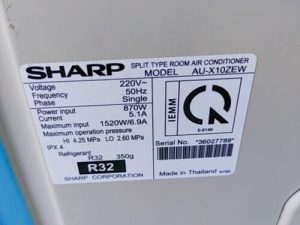 SHARP SPLIT TYPE ROOM AIR CONDITIONER
MODEL AU-X10ZEW
Voltage 220V~
Frequency 50Hz
Phase Single
Power input 870W
Current 5.1A
Maximum input 1520W/6.9A
Maximum operation pressure
HI 4.25 MPa LO 2.60 MPa
IPX 4
Refrigerant
R32 350g
R32
SHARP CORPORATION
IEMM
E-0140
Serial No. *36027789*
Made in Thailand